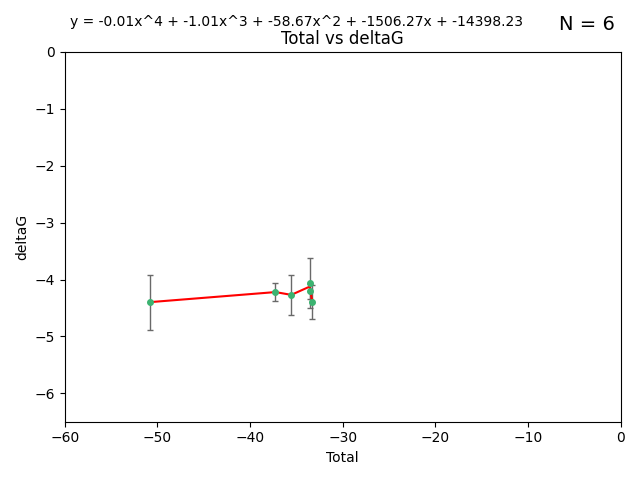 y = -0.01x^4 + -1.01x^3 + -58.67x^2 + -1506.27x + -14398.23
N = 6
Total vs deltaG
0
−1
−2
−3
−4
−5
−6
deltaG
−60 −50 −40 −30 −20 −10 0
Total